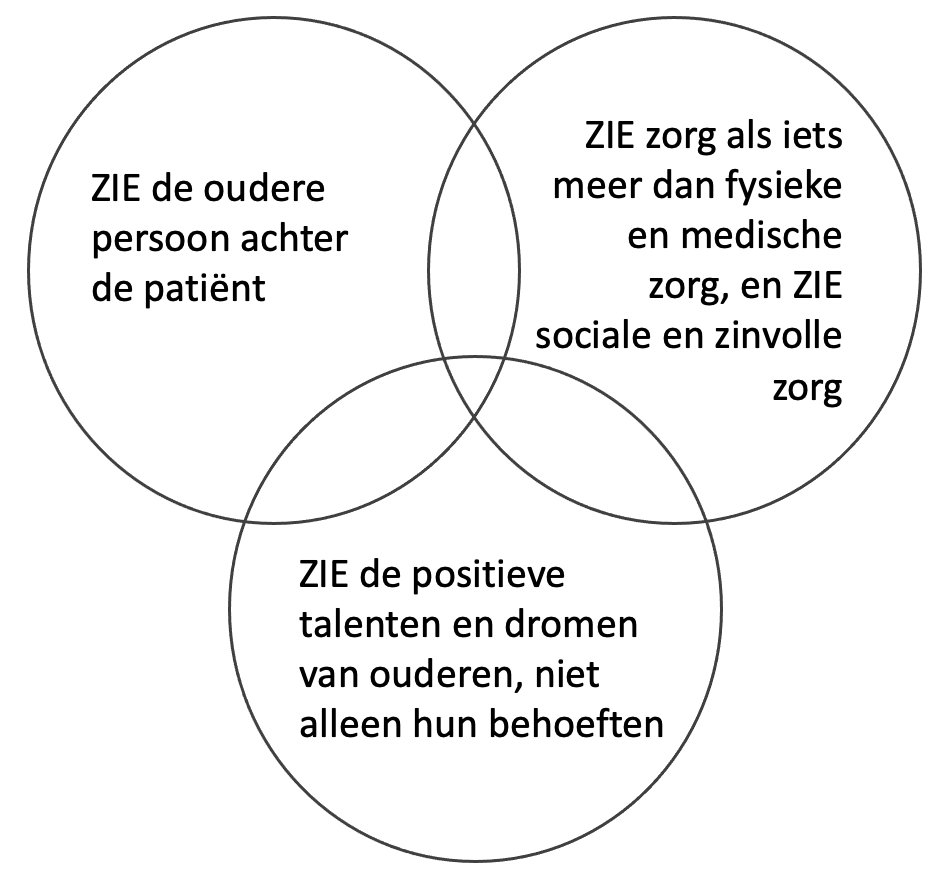 ZIE de oudere
persoon achter
de patiënt
ZIE zorg als iets
meer dan fysieke
en medische
zorg, en ZIE
sociale en zinvolle
zorg
ZIE de positieve
talenten en dromen
van ouderen, niet
alleen hun behoeften